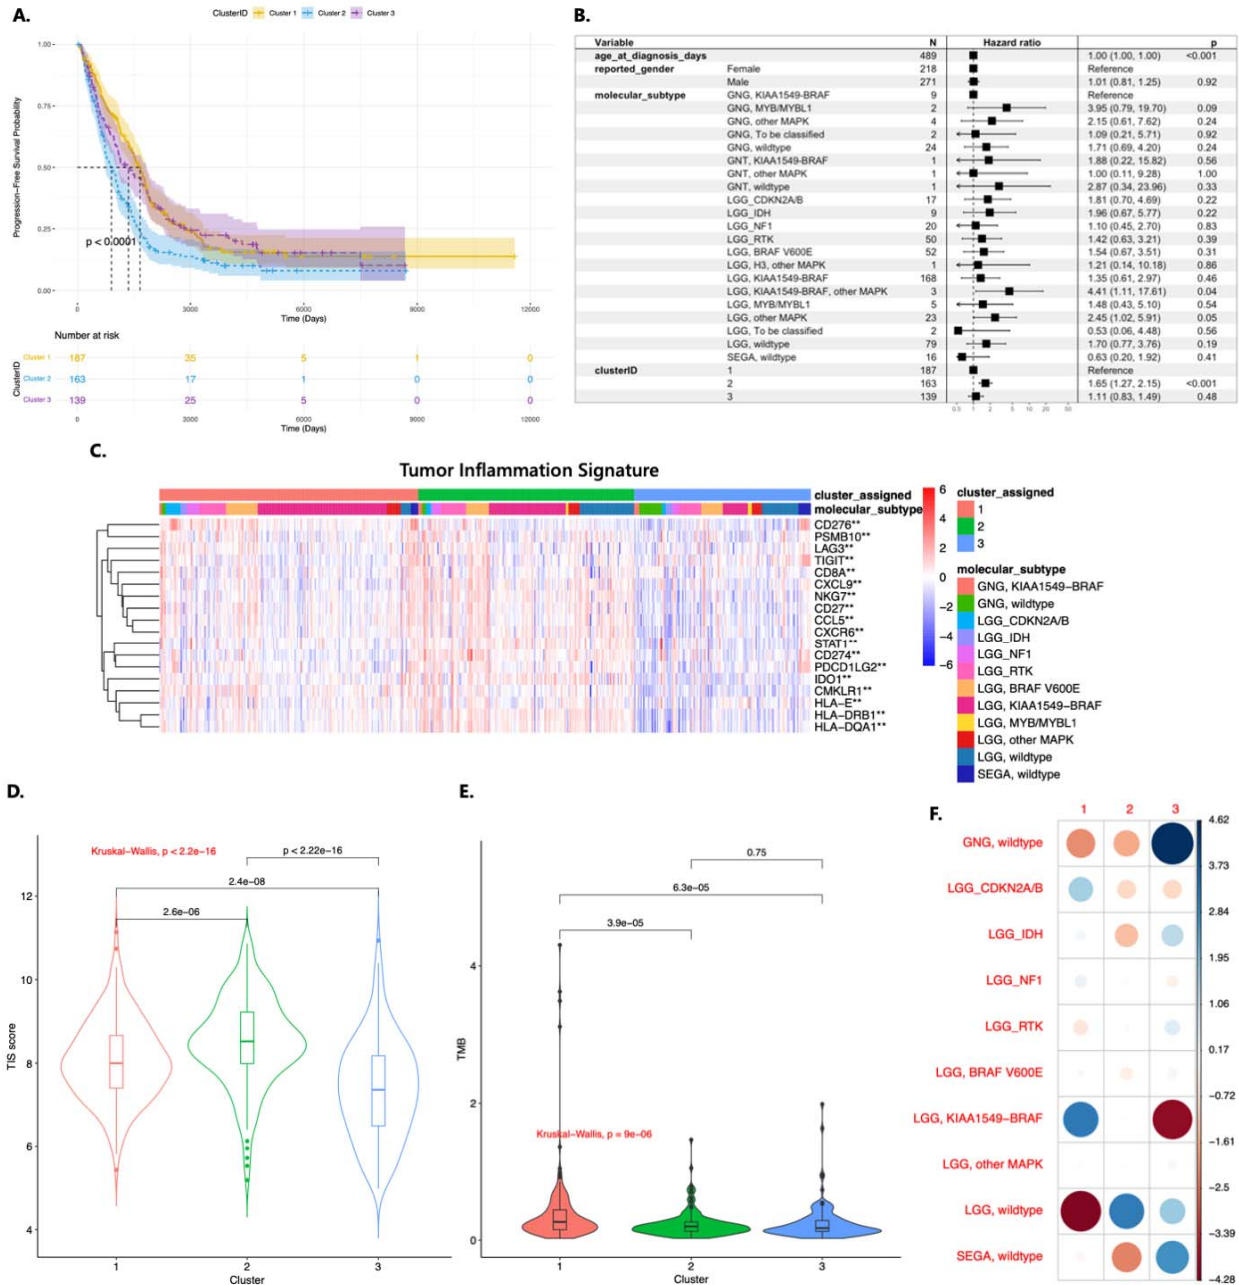 A.
ClusterID Cluster 1 Cluster 2 Cluster 3
Progression-Free Survival Probability
1.00
0.75
0.50
0.25
0.00
p < 0.0001
0 3000 6000 9000 12000
Time (Days)
Number at risk
ClusterID
Cluster 1 187 35 5 1 0
Cluster 2 163 17 1 0 0
Cluster 3 139 25 5 0 0
0 3000 6000 9000 12000
Time (Days)
B.
Variable N Hazard ratio p
age_at_diagnosis_days 489 1.00 (1.00, 1.00) <0.001
reported_gender Female 218 Reference
Male 271 1.01 (0.81, 1.25) 0.92
molecular_subtype GNG, KIAA1549-BRAF 9 Reference
GNG, MYB/MYBL1 2 3.95 (0.79, 19.70) 0.09
GNG, other MAPK 4 2.15 (0.61, 7.62) 0.24
GNG, To be classified 2 1.09 (0.21, 5.71) 0.92
GNG, wildtype 24 1.71 (0.69, 4.20) 0.24
GNT, KIAA1549-BRAF 1 1.88 (0.22, 15.82) 0.56
GNT, other MAPK 1 1.00 (0.11, 9.28) 1.00
GNT, wildtype 1 2.87 (0.34, 23.96) 0.33
LGG_CDKN2A/B 17 1.81 (0.70, 4.69) 0.22
LGG_IDH 9 1.96 (0.67, 5.77) 0.22
LGG_NF1 20 1.10 (0.45, 2.70) 0.83
LGG_RTK 50 1.42 (0.63, 3.21) 0.39
LGG, BRAF V600E 52 1.54 (0.67, 3.51) 0.31
LGG, H3, other MAPK 1 1.21 (0.14, 10.18) 0.86
LGG, KIAA1549-BRAF 168 1.35 (0.61, 2.97) 0.46
LGG, KIAA1549-BRAF, other MAPK 3 4.41 (1.11, 17.61) 0.04
LGG, MYB/MYBL1 5 1.48 (0.43, 5.10) 0.54
LGG, other MAPK 23 2.45 (1.02, 5.91) 0.05
LGG, To be classified 2 0.53 (0.06, 4.48) 0.56
LGG, wildtype 79 1.70 (0.77, 3.76) 0.19
SEGA, wildtype 16 0.63 (0.20, 1.92) 0.41
clusterID 1 187 Reference
2 163 1.65 (1.27, 2.15) <0.001
3 139 1.11 (0.83, 1.49) 0.48
0.5 1 2 5 10 20 50
C.
Tumor Inflammation Signature
cluster_assigned
molecular_subtype
CD276**
PSMB10**
LAG3**
TIGIT**
CD8A**
CXCL9**
NKG7**
CD27**
CCL5**
CXCR6**
STAT1**
CD274**
PDCD1LG2**
IDO1**
CMKLR1**
HLA-E**
HLA-DRB1**
HLA-DQA1**
6
4
2
0
-2
-4
-6
cluster_assigned
1
2
3
molecular_subtype
GNG, KIAA1549-BRAF
GNG, wildtype
LGG_CDKN2A/B
LGG_IDH
LGG_NF1
LGG_RTK
LGG, BRAF V600E
LGG, KIAA1549-BRAF
LGG, MYB/MYBL1
LGG, other MAPK
LGG, wildtype
SEGA, wildtype
D.
Kruskal-Wallis, p < 2.2e-16
p < 2.22e-16
2.4e-08
2.6e-06
TIS score
12
10
8
6
4
1 2 3
Cluster
E.
0.75
6.3e-05
3.9e-05
Kruskal-Wallis, p = 9e-06
TMB
4
2
0
1 2 3
Cluster
F.
1 2 3
GNG, wildtype
LGG_CDKN2A/B
LGG_IDH
LGG_NF1
LGG_RTK
LGG, BRAF V600E
LGG, KIAA1549-BRAF
LGG, other MAPK
LGG, wildtype
SEGA, wildtype
4.62
3.73
2.84
1.95
1.06
0.17
-0.72
-1.61
-2.5
-3.39
-4.28